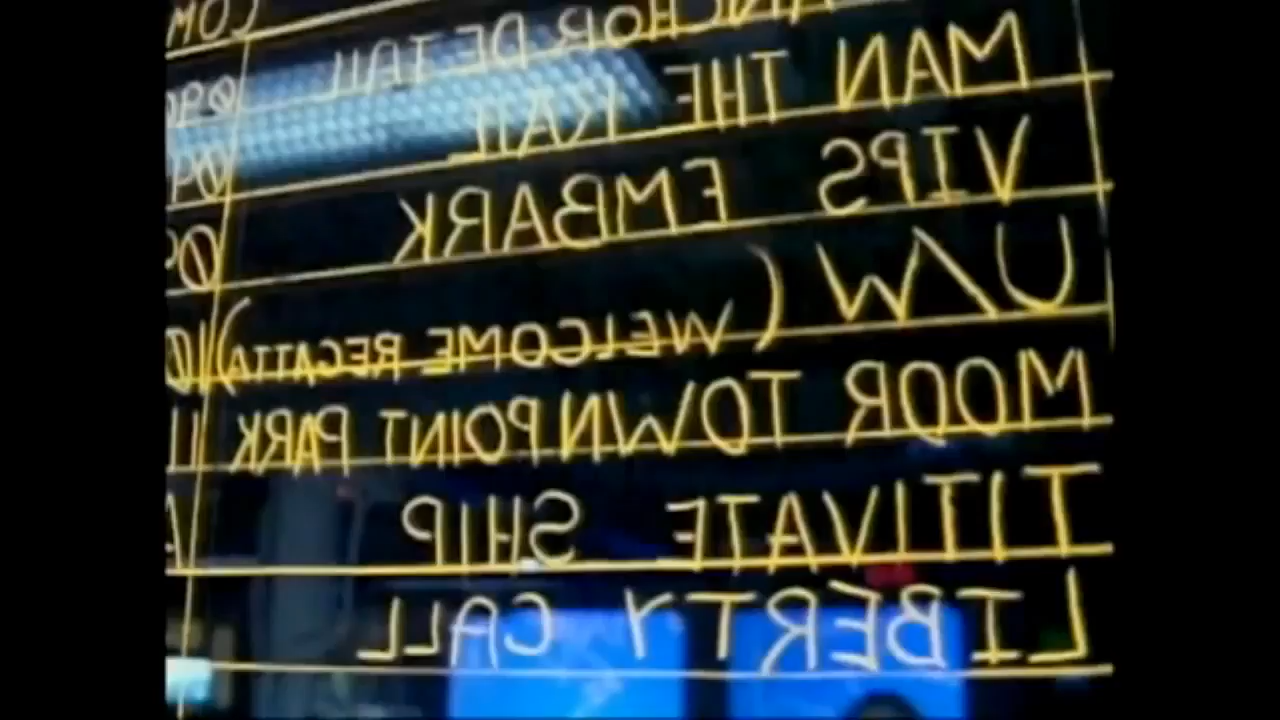 ANCHOR DETAIL
MAN THE RAIL
VIPS EMBARK
U/W (WELCOME REGATTA)
MOOR TOWN POINT PARK
TITIVATE SHIP
LIBERTY CALL